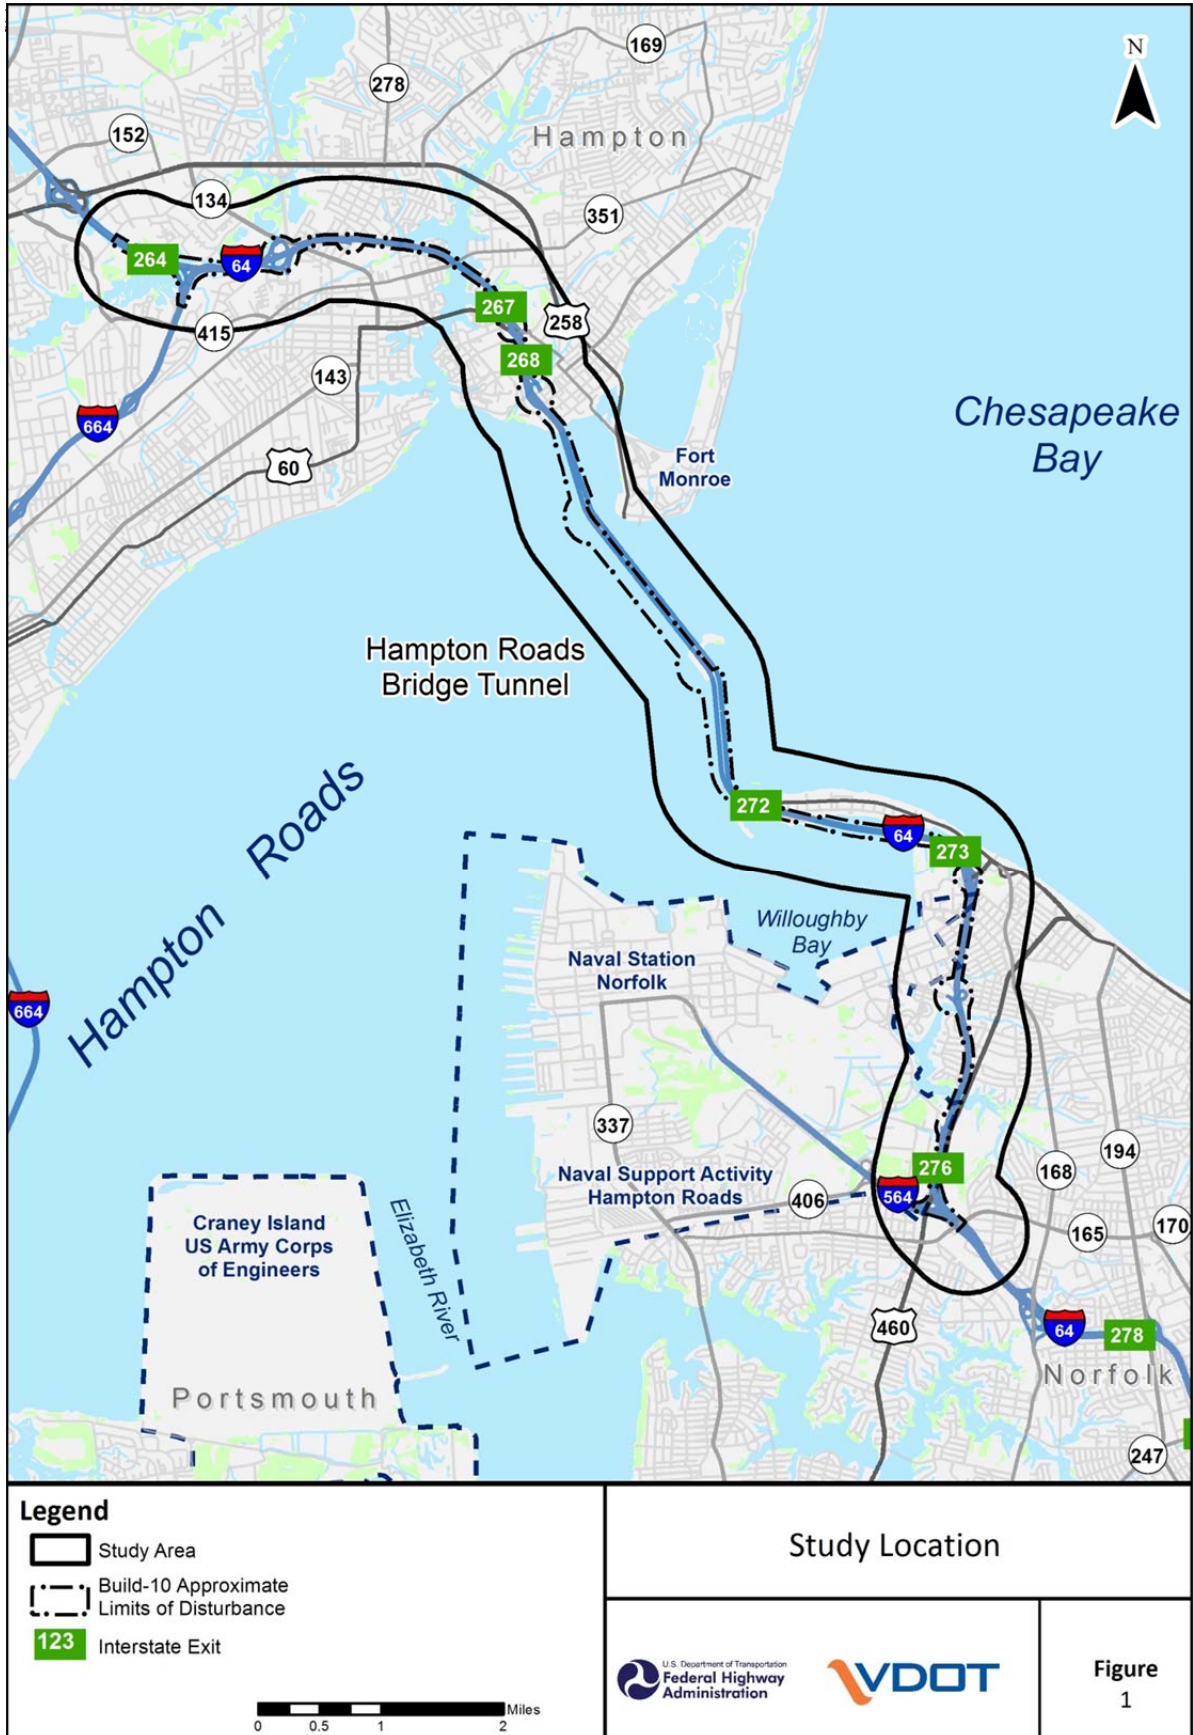 N
169
278
152
Hampton
134
351
264
64
267
258
415
268
143
664
60
Fort
Monroe
Chesapeake
Bay
Hampton Roads
Bridge Tunnel
272
64
273
Hampton Roads
Willoughby
Bay
Naval Station
Norfolk
664
337
194
276
168
Naval Support Activity
Hampton Roads
406
564
Craney Island
US Army Corps
of Engineers
Elizabeth River
165
170
460
64
278
Norfolk
Portsmouth
247
Legend
Study Area
Build-10 Approximate
Limits of Disturbance
123 Interstate Exit
Miles
0 0.5 1 2
Study Location
U.S. Department of Transportation
Federal Highway
Administration
VDOT
Figure
1